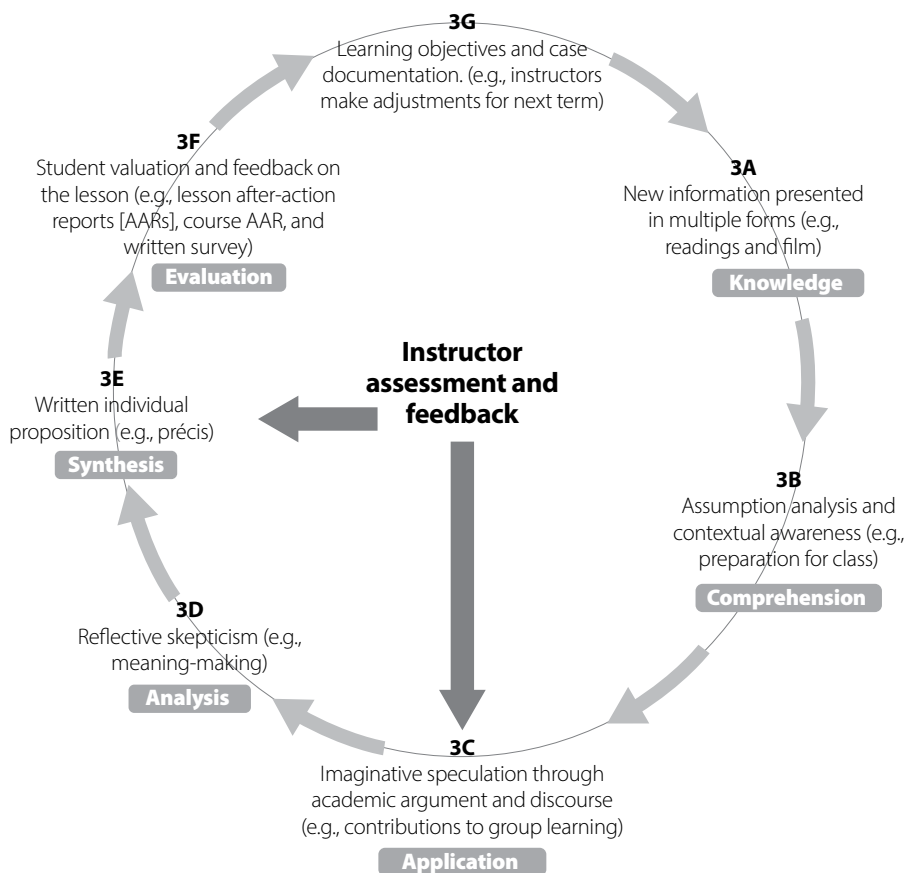 3G
Learning objectives and case
documentation. (e.g., instructors
make adjustments for next term)
3A
New information presented
in multiple forms (e.g.,
readings and film)
Knowledge
3B
Assumption analysis and
contextual awareness (e.g.,
preparation for class)
Comprehension
3C
Imaginative speculation through
academic argument and discourse
(e.g., contributions to group learning)
Application
3D
Reflective skepticism (e.g.,
meaning-making)
Analysis
3E
Written individual
proposition (e.g., précis)
Synthesis
3F
Student valuation and feedback on
the lesson (e.g., lesson after-action
reports [AARs], course AAR, and
written survey)
Evaluation
Instructor
assessment and
feedback